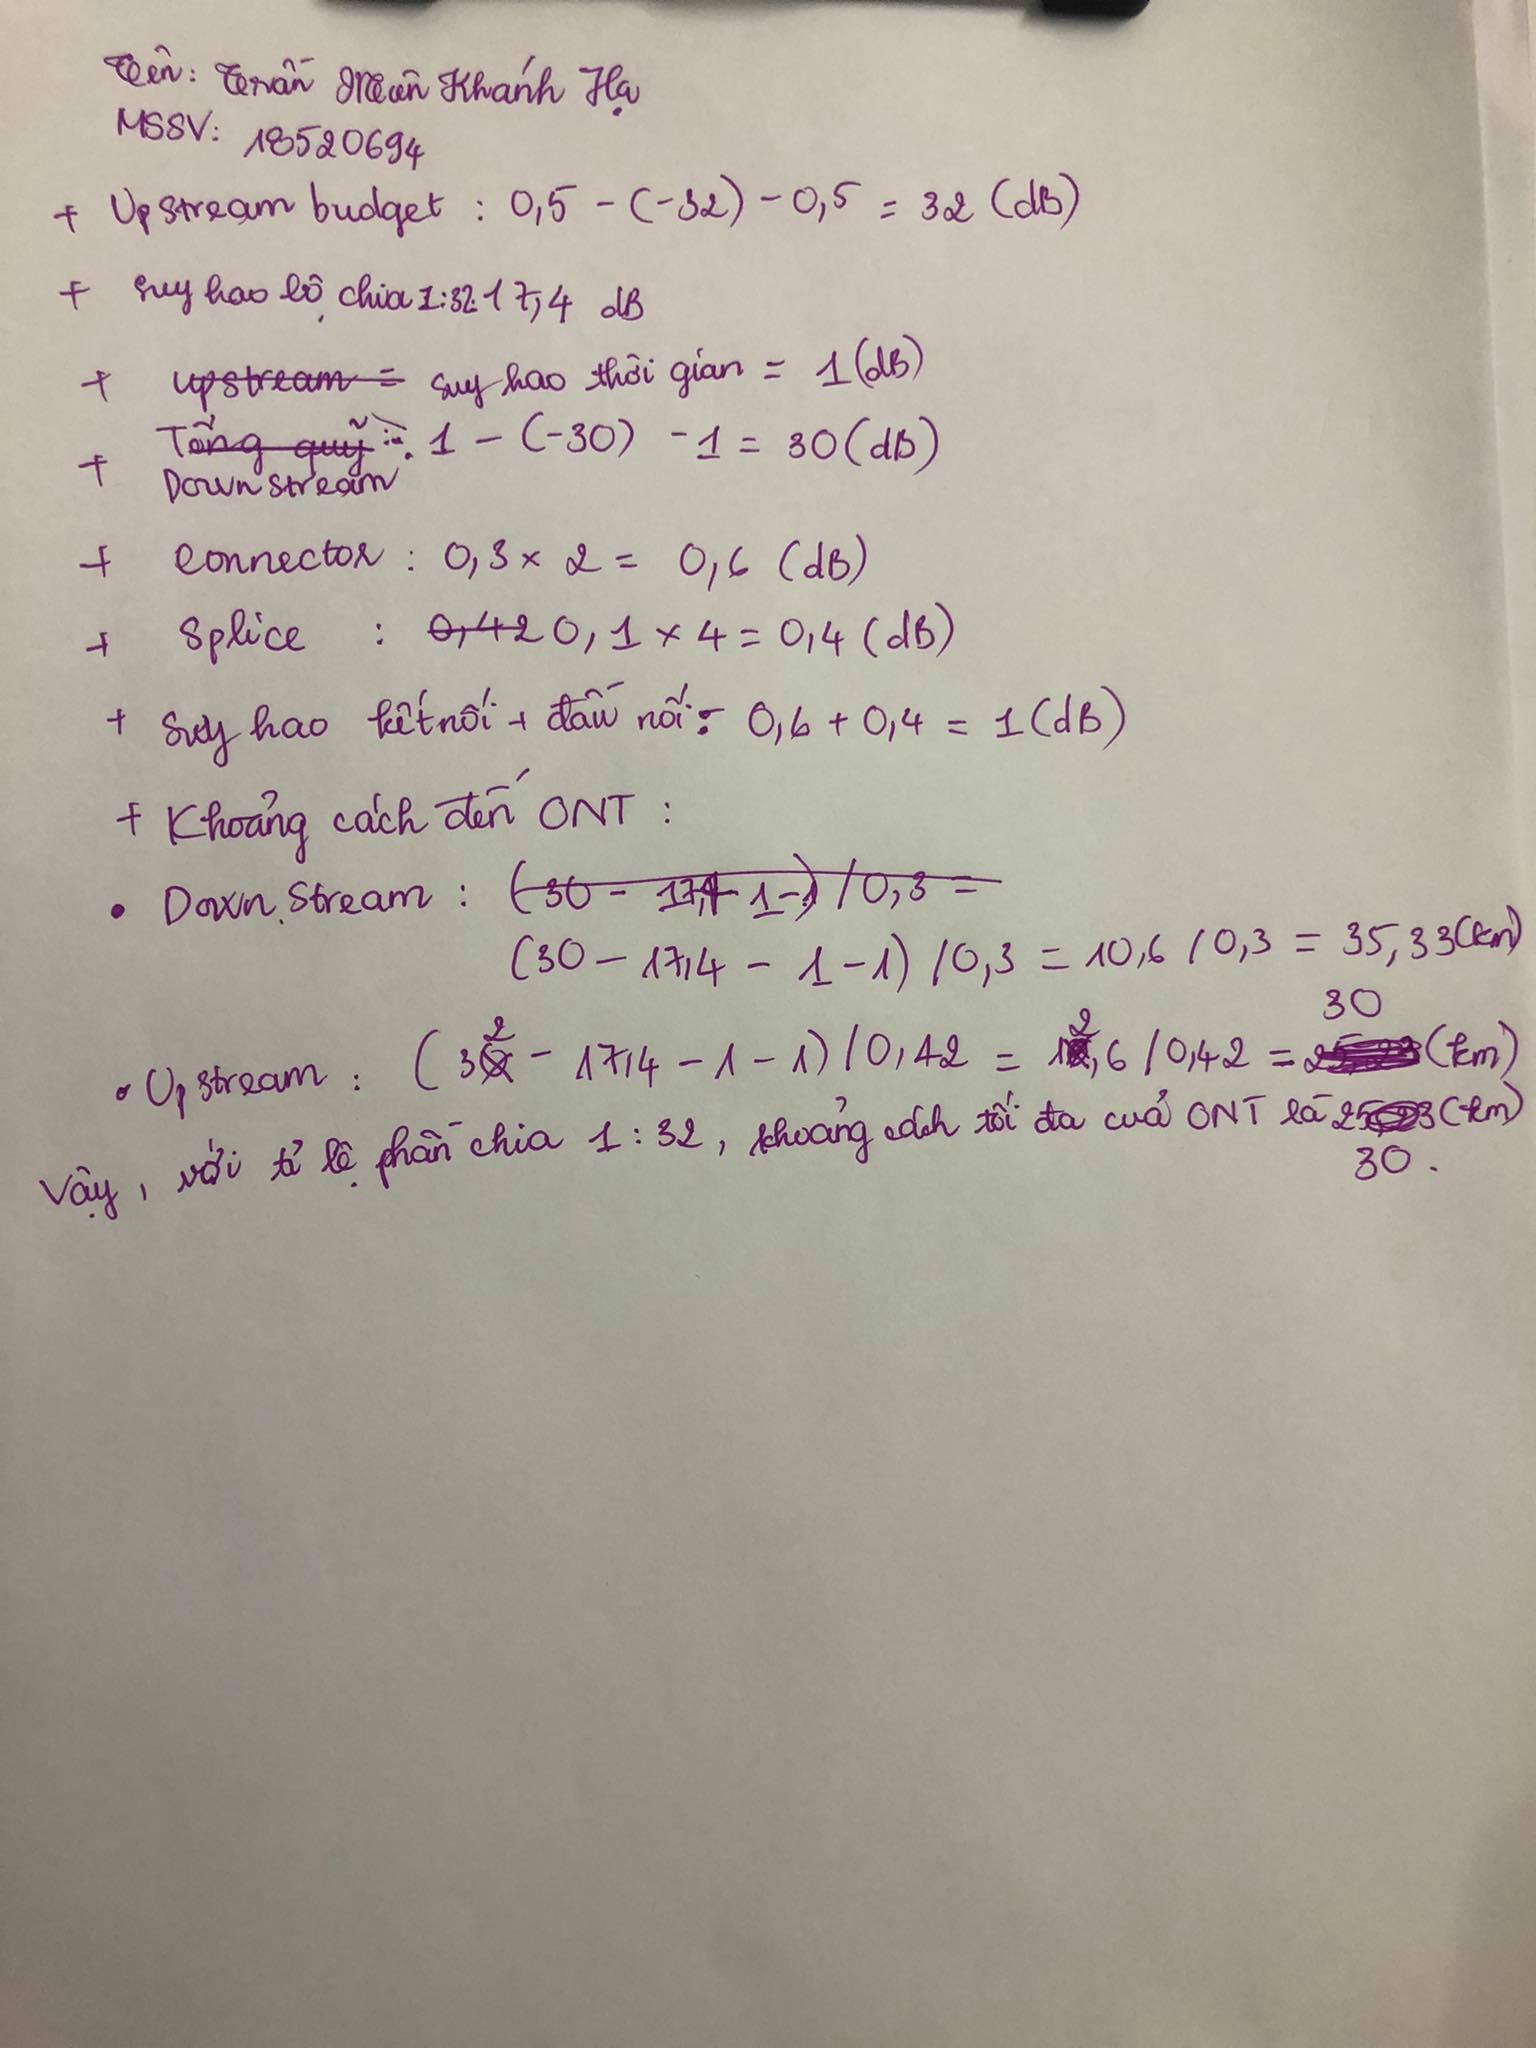 Tên: Trần Mẫn Khánh Hạ
MSSV: 18520694
+ Upstream budget : 0,5 - (-32) - 0,5 = 32 (dB)
+ suy hao bộ chia 1:32: 17,4 dB
+ upstream = suy hao thời gian = 1 (dB)
+ Tổng quỹ : 1 - (-30) - 1 = 30 (dB)
Downstream
+ Connector : 0,3 x 2 = 0,6 (dB)
+ Splice : 0,42 0,1 x 4 = 0,4 (dB)
+ Suy hao kết nối + đấu nối : 0,6 + 0,4 = 1 (dB)
+ Khoảng cách đến ONT :
• Down stream : (30 - 17,4 - 1 - 1) / 0,3 =
(30 - 17,4 - 1 - 1) / 0,3 = 10,6 / 0,3 = 35,33 (km)
• Upstream : (32 - 17,4 - 1 - 1) / 0,42 = 12,6 / 0,42 = 30 (km)
Vậy, với tỉ lệ phần chia 1 : 32, khoảng cách tối đa cuả ONT là (km)
30.